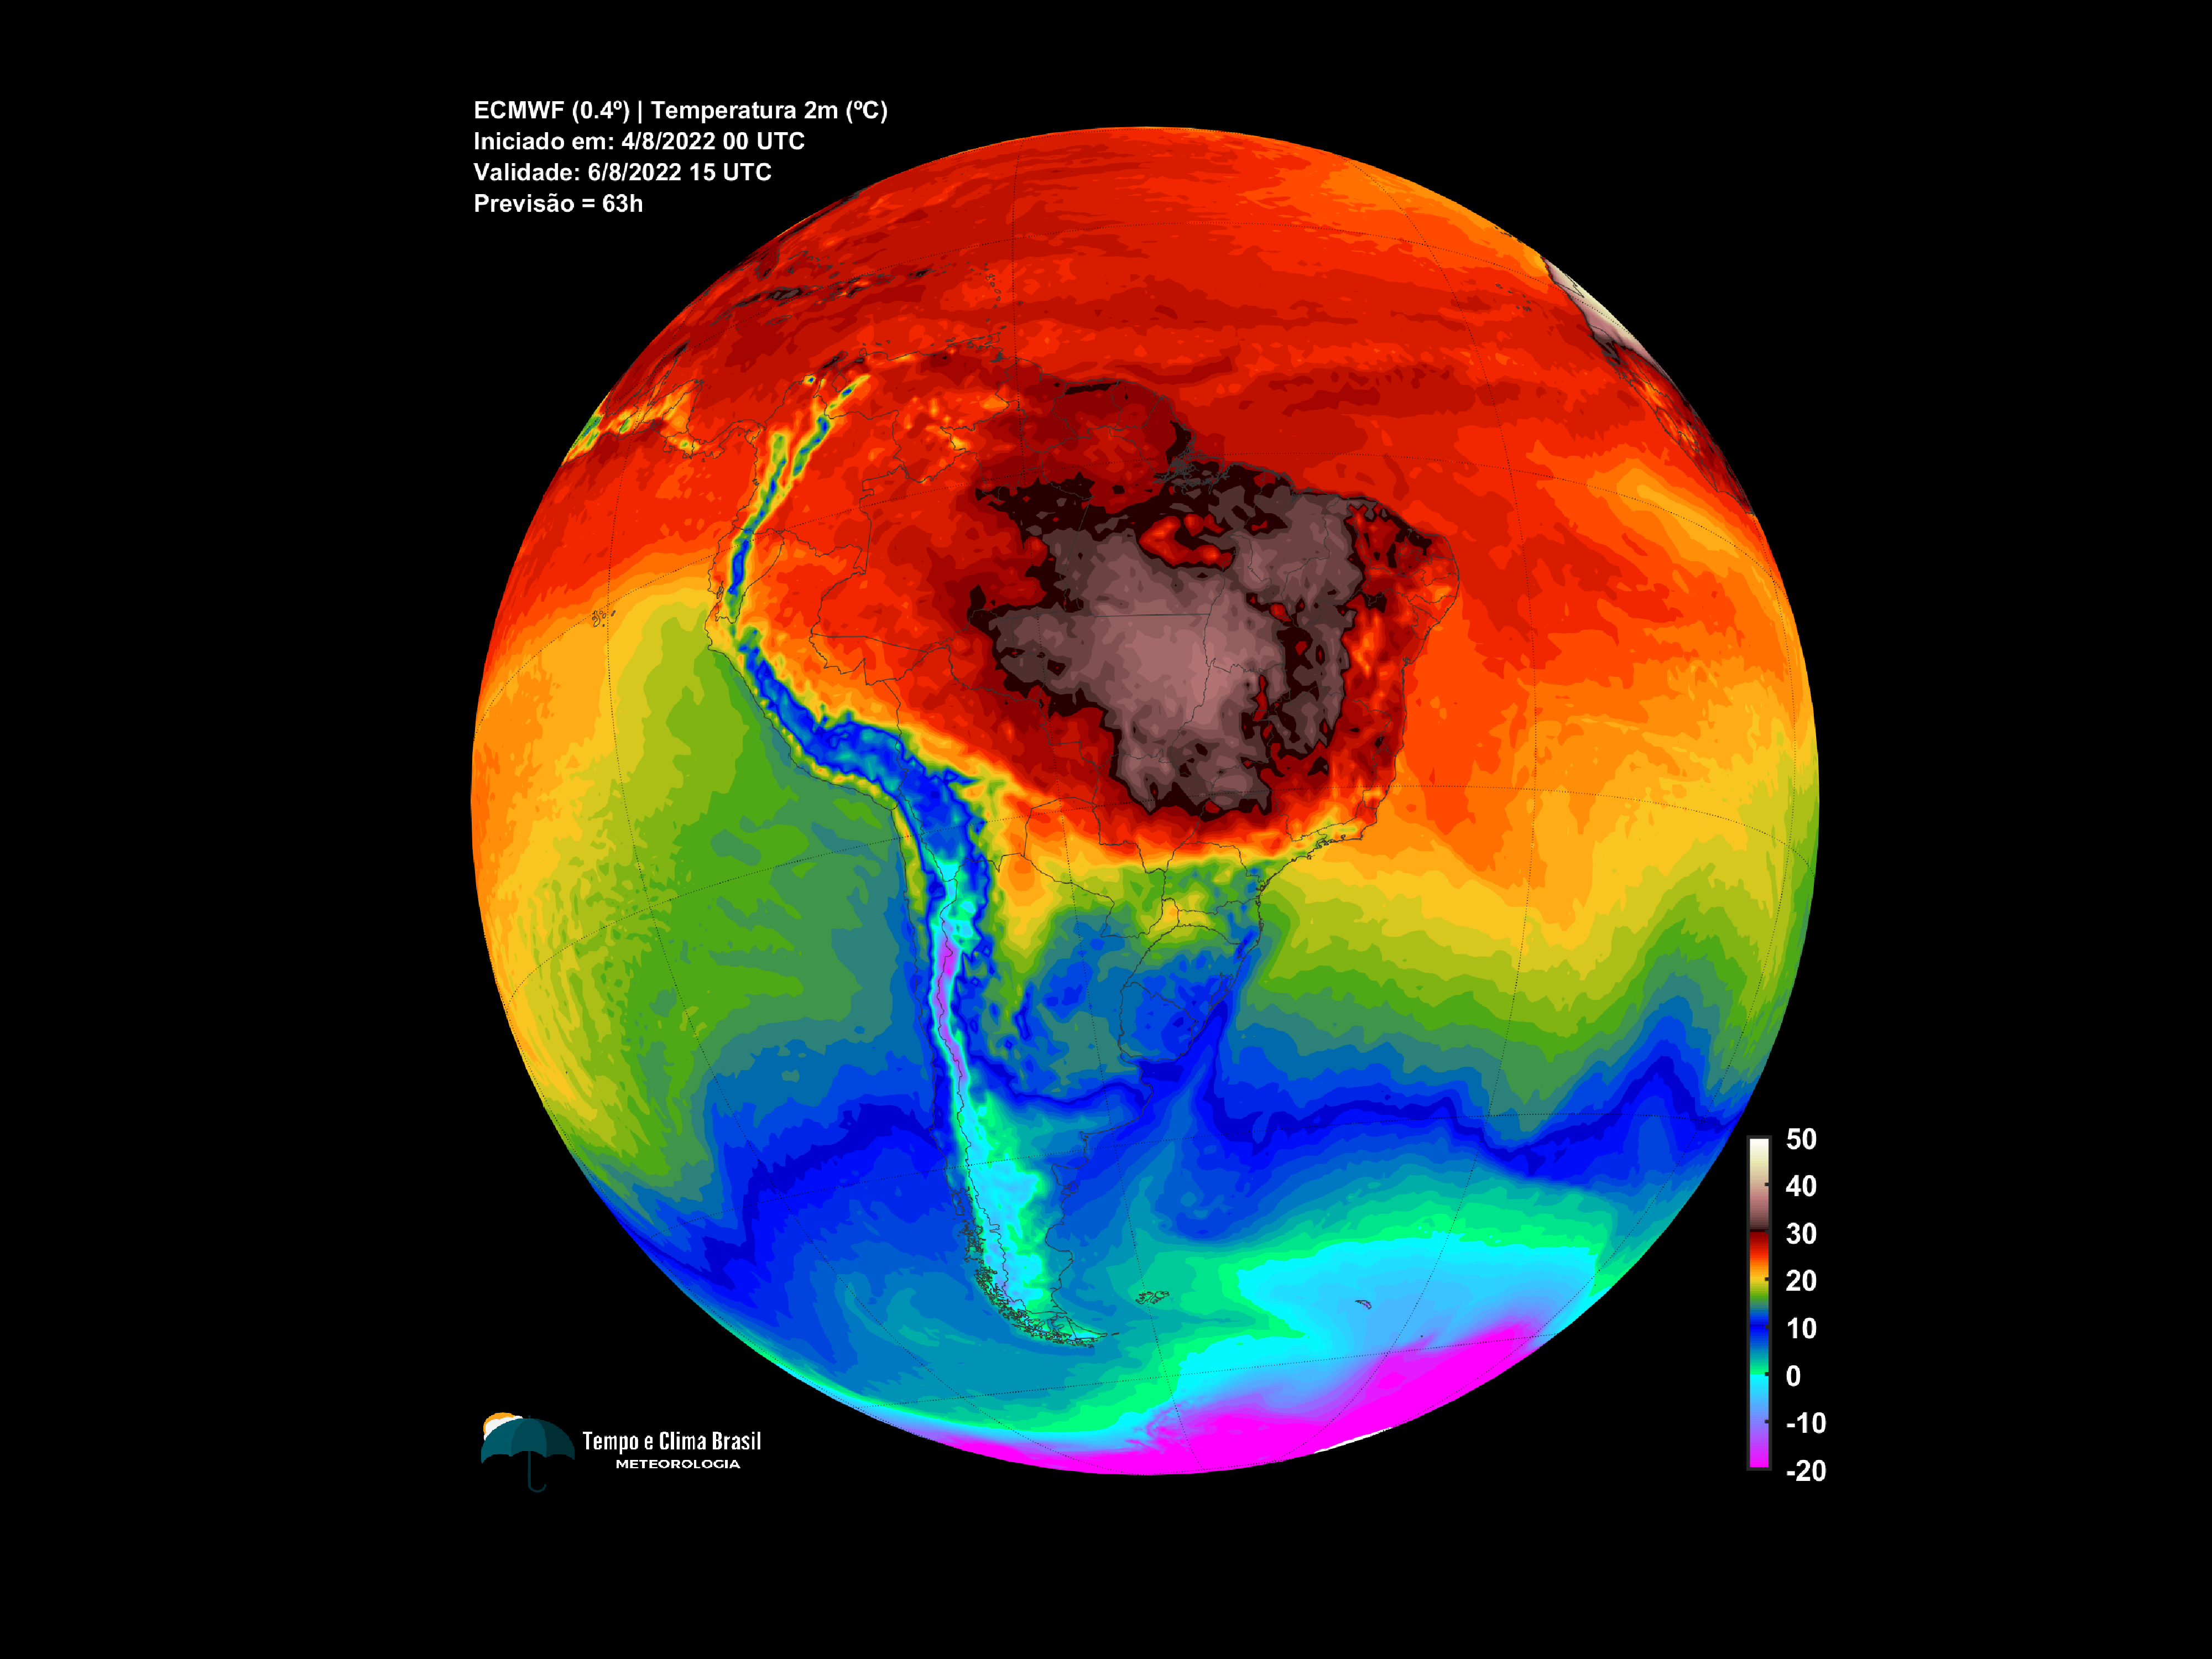 ECMWF (0.4º) | Temperatura 2m (ºC)
Iniciado em: 4/8/2022 00 UTC
Validade: 6/8/2022 15 UTC
Previsão = 63h
50
40
30
20
10
0
-10
-20
Tempo e Clima Brasil
METEOROLOGIA